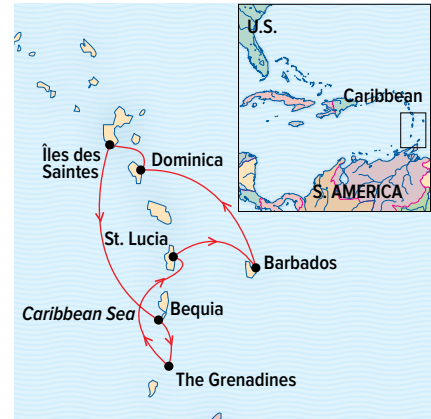 U.S.
Caribbean
S. AMERICA
Îles des
Saintes
Dominica
St. Lucia
Barbados
Caribbean Sea
Bequia
The Grenadines